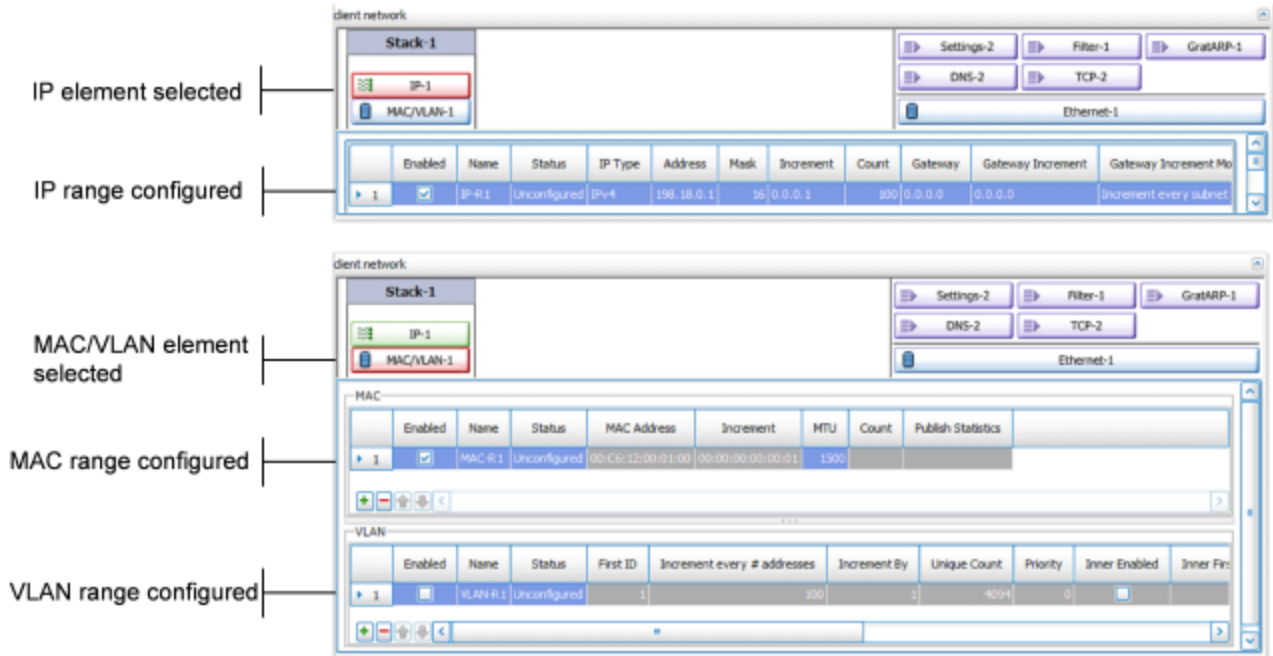 client network
Stack-1
Settings-2 Filter-1 GratARP-1
IP element selected
IP-1
DNS-2 TCP-2
MAC/VLAN-1
Ethernet-1
Enabled Name Status IP Type Address Mask Increment Count Gateway Gateway Increment Gateway Increment Mo
IP range configured
1 IP-R1 Unconfigured IPv4 198.18.0.1 16 0.0.0.1 100 0.0.0.0 0.0.0.0 Increment every subnet
client network
Stack-1
Settings-2 Filter-1 GratARP-1
MAC/VLAN element
selected
IP-1
DNS-2 TCP-2
MAC/VLAN-1
Ethernet-1
MAC
Enabled Name Status MAC Address Increment MTU Count Publish Statistics
MAC range configured
1 MAC-R1 Unconfigured 00:C6:12:00:01:00 00:00:00:00:00:01 1500
VLAN
Enabled Name Status First ID Increment every # addresses Increment By Unique Count Priority Inner Enabled Inner Firs
VLAN range configured
1 VLAN-R1 Unconfigured 1 100 1 4094 0